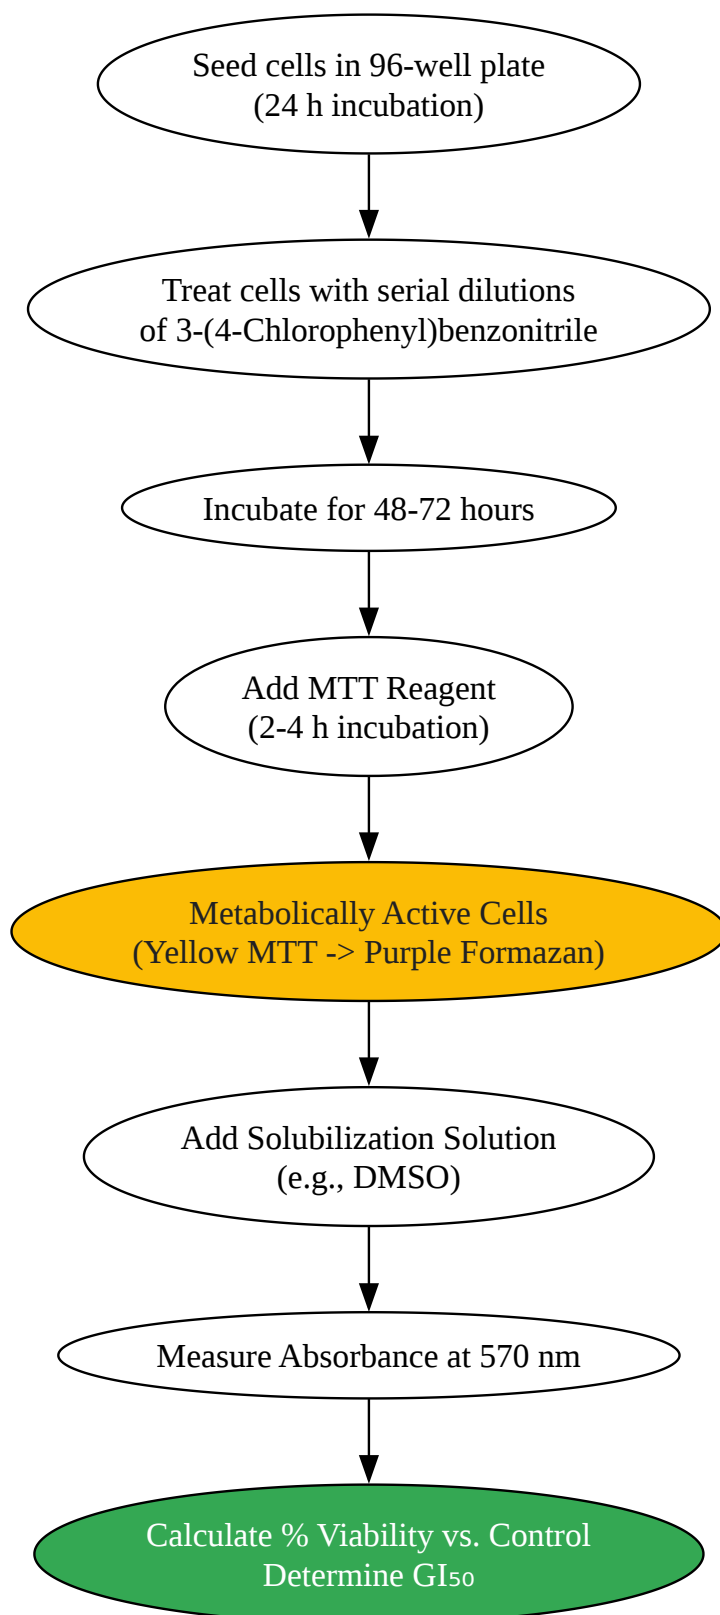 Seed cells in 96-well plate
(24 h incubation)
Treat cells with serial dilutions
of 3-(4-Chlorophenyl)benzonitrile
Incubate for 48-72 hours
Add MTT Reagent
(2-4 h incubation)
Metabolically Active Cells
(Yellow MTT -> Purple Formazan)
Add Solubilization Solution
(e.g., DMSO)
Measure Absorbance at 570 nm
Calculate % Viability vs. Control
Determine GI₅₀